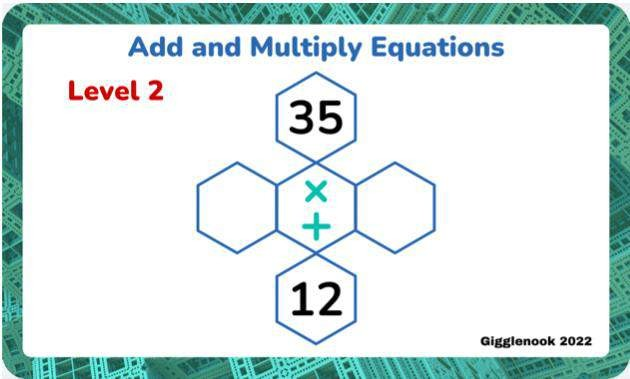 Add and Multiply Equations
Level 2
35
×
+
12
Gigglenook 2022